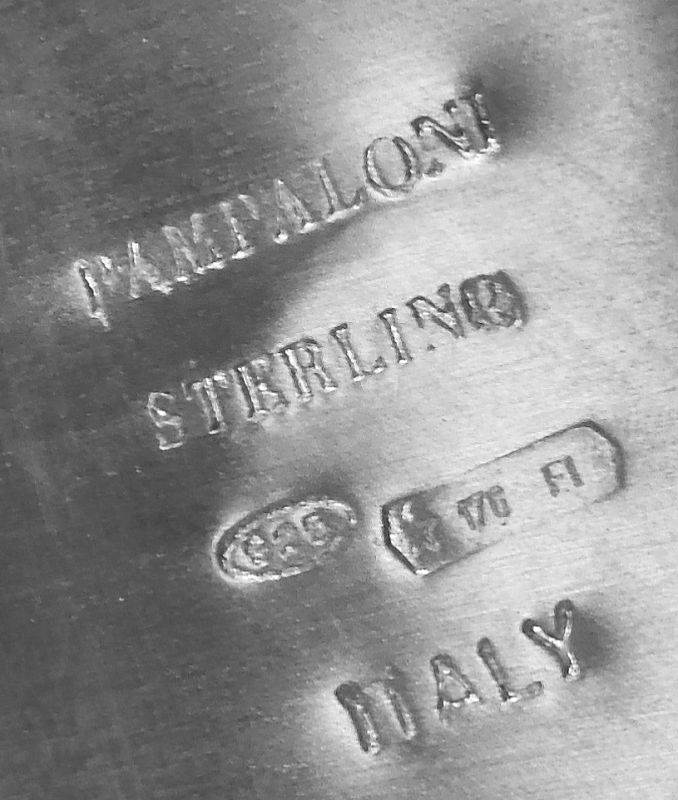 PAMPALONI
STERLING
925 ★ 176 FI
ITALY